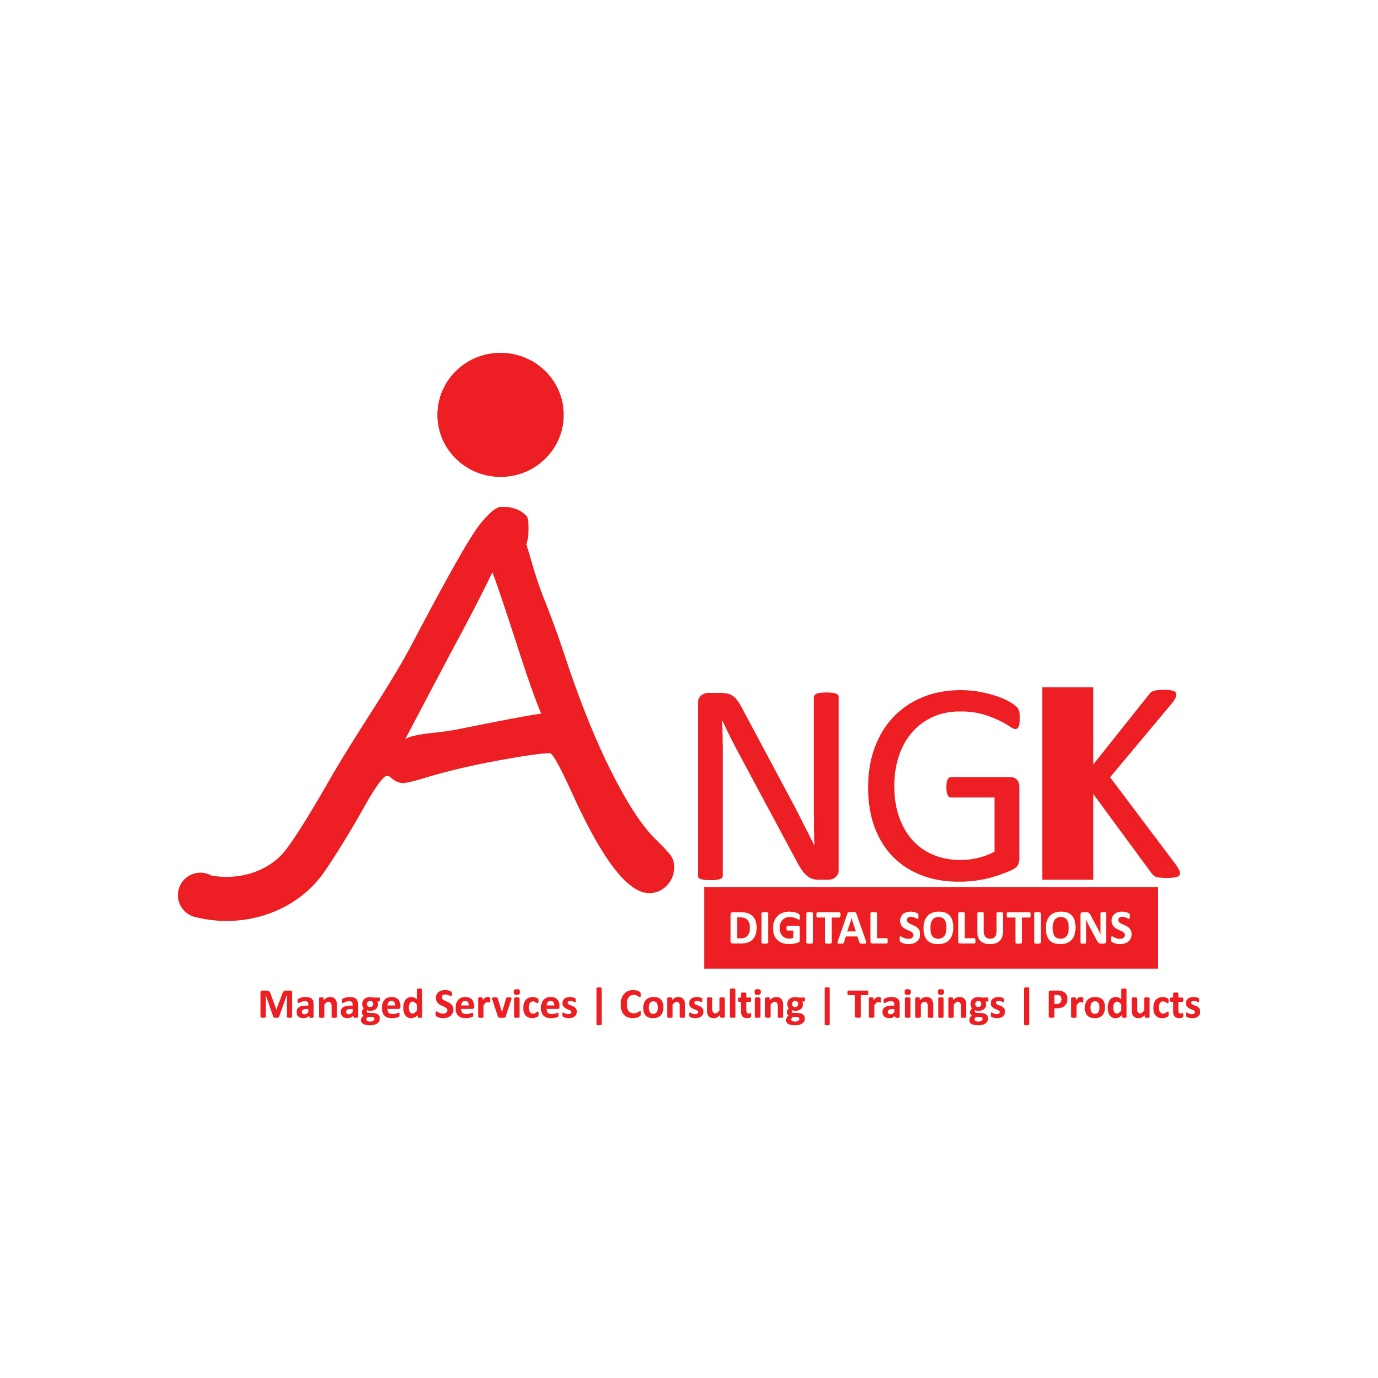 ANGK
DIGITAL SOLUTIONS
Managed Services | Consulting | Trainings | Products